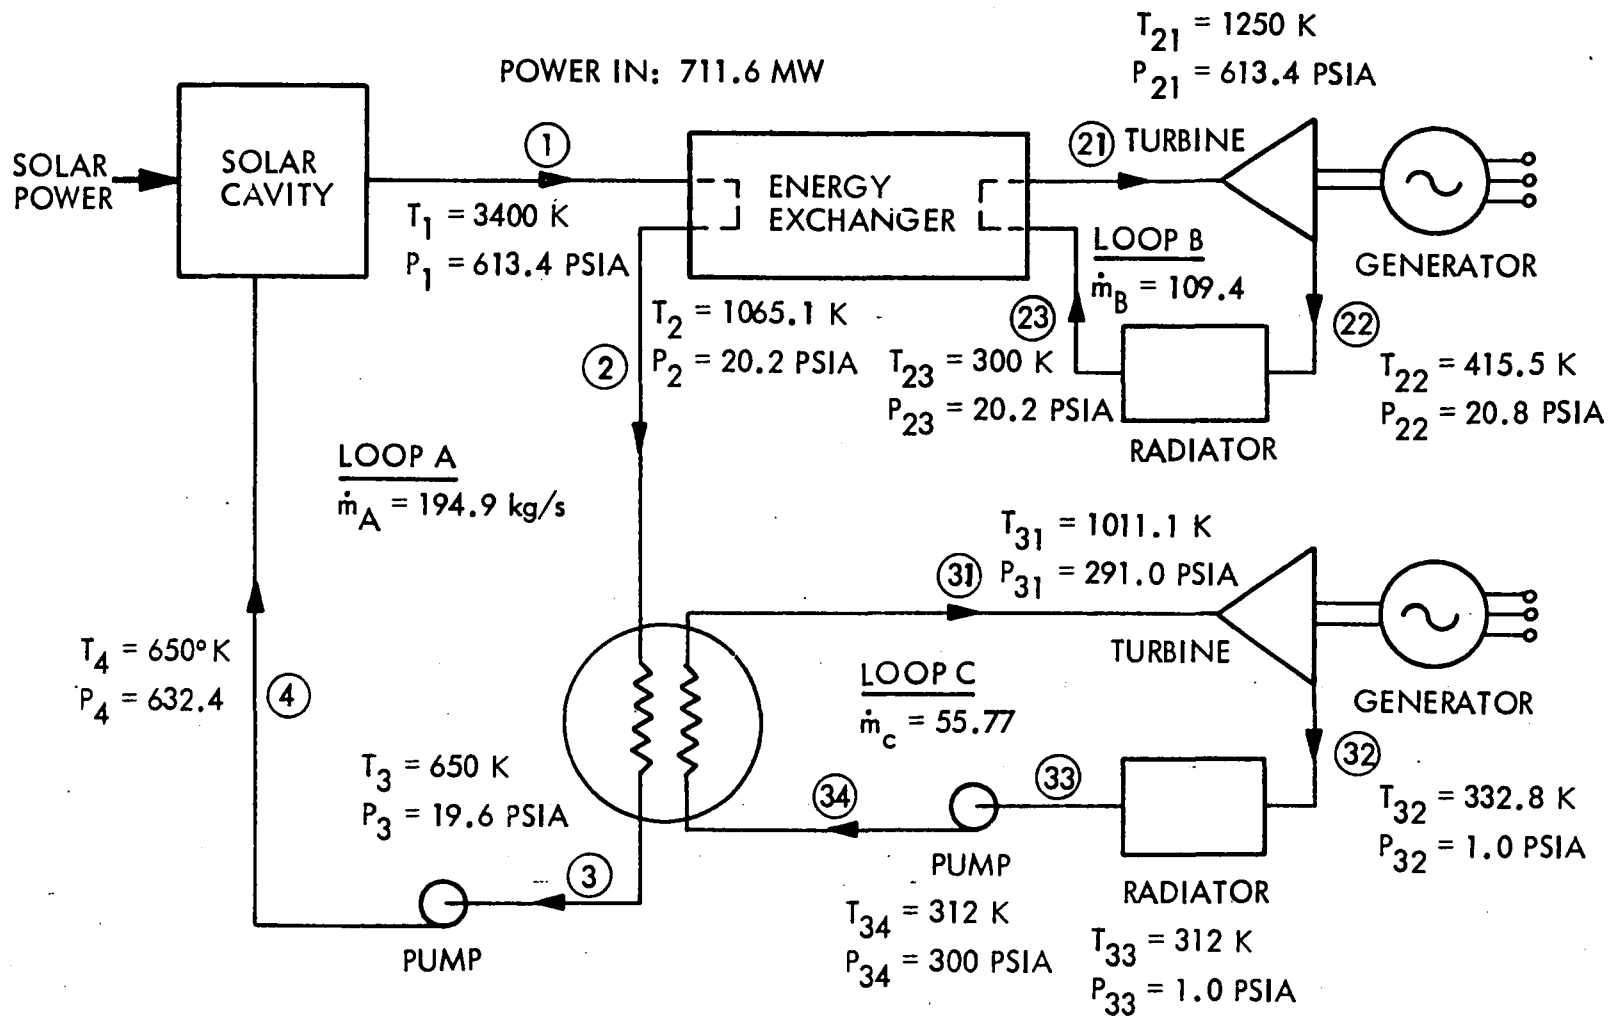 POWER IN: 711.6 MW
T21 = 1250 K
P21 = 613.4 PSIA
SOLAR
POWER
SOLAR
CAVITY
1
T1 = 3400 K
P1 = 613.4 PSIA
ENERGY
EXCHANGER
21
TURBINE
GENERATOR
LOOP B
ṁB = 109.4
23
22
T2 = 1065.1 K
P2 = 20.2 PSIA
2
T23 = 300 K
P23 = 20.2 PSIA
RADIATOR
T22 = 415.5 K
P22 = 20.8 PSIA
LOOP A
ṁA = 194.9 kg/s
T31 = 1011.1 K
P31 = 291.0 PSIA
31
TURBINE
GENERATOR
T4 = 650° K
P4 = 632.4
4
LOOP C
ṁc = 55.77
T3 = 650 K
P3 = 19.6 PSIA
34
33
32
T32 = 332.8 K
P32 = 1.0 PSIA
3
PUMP
PUMP
T34 = 312 K
P34 = 300 PSIA
RADIATOR
T33 = 312 K
P33 = 1.0 PSIA